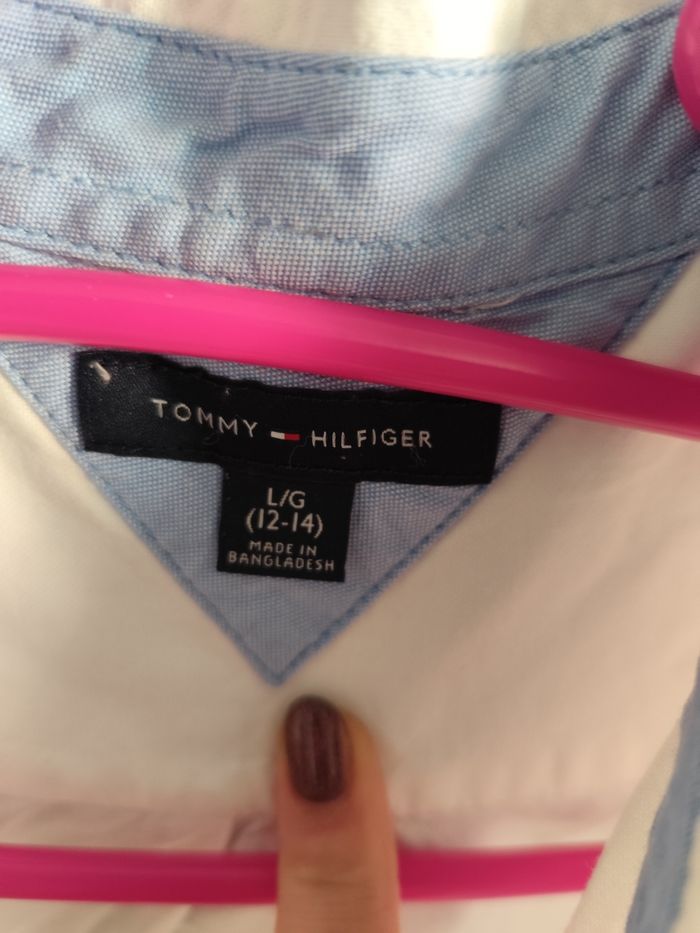 TOMMY HILFIGER
L/G
(12-14)
MADE IN
BANGLADESH